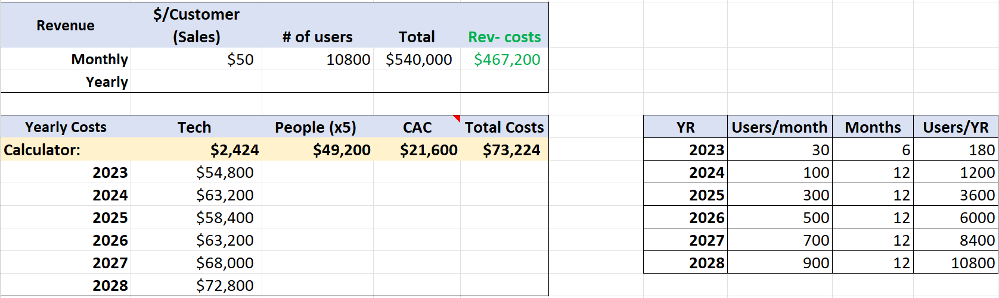 Revenue $/Customer (Sales) # of users Total Rev- costs
Monthly $50 10800 $540,000 $467,200
Yearly
Yearly Costs Tech People (x5) CAC Total Costs
Calculator: $2,424 $49,200 $21,600 $73,224
2023 $54,800
2024 $63,200
2025 $58,400
2026 $63,200
2027 $68,000
2028 $72,800
YR Users/month Months Users/YR
2023 30 6 180
2024 100 12 1200
2025 300 12 3600
2026 500 12 6000
2027 700 12 8400
2028 900 12 10800